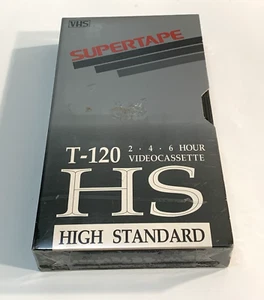 VHS
SUPERTAPE
T-120 2 · 4 · 6 HOUR
VIDEOCASSETTE
HS
HIGH STANDARD